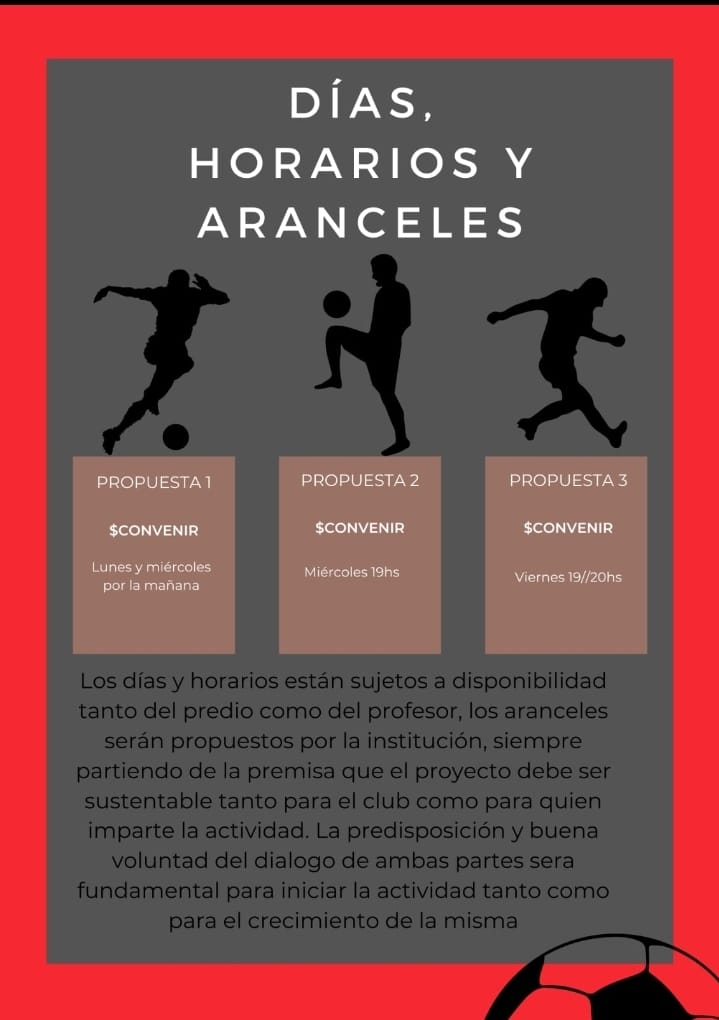 DÍAS,
HORARIOS Y
ARANCELES
PROPUESTA 1
$CONVENIR
Lunes y miércoles
por la mañana
PROPUESTA 2
$CONVENIR
Miércoles 19hs
PROPUESTA 3
$CONVENIR
Viernes 19//20hs
Los días y horarios están sujetos a disponibilidad
tanto del predio como del profesor, los aranceles
serán propuestos por la institución, siempre
partiendo de la premisa que el proyecto debe ser
sustentable tanto para el club como para quien
imparte la actividad. La predisposición y buena
voluntad del dialogo de ambas partes sera
fundamental para iniciar la actividad tanto como
para el crecimiento de la misma